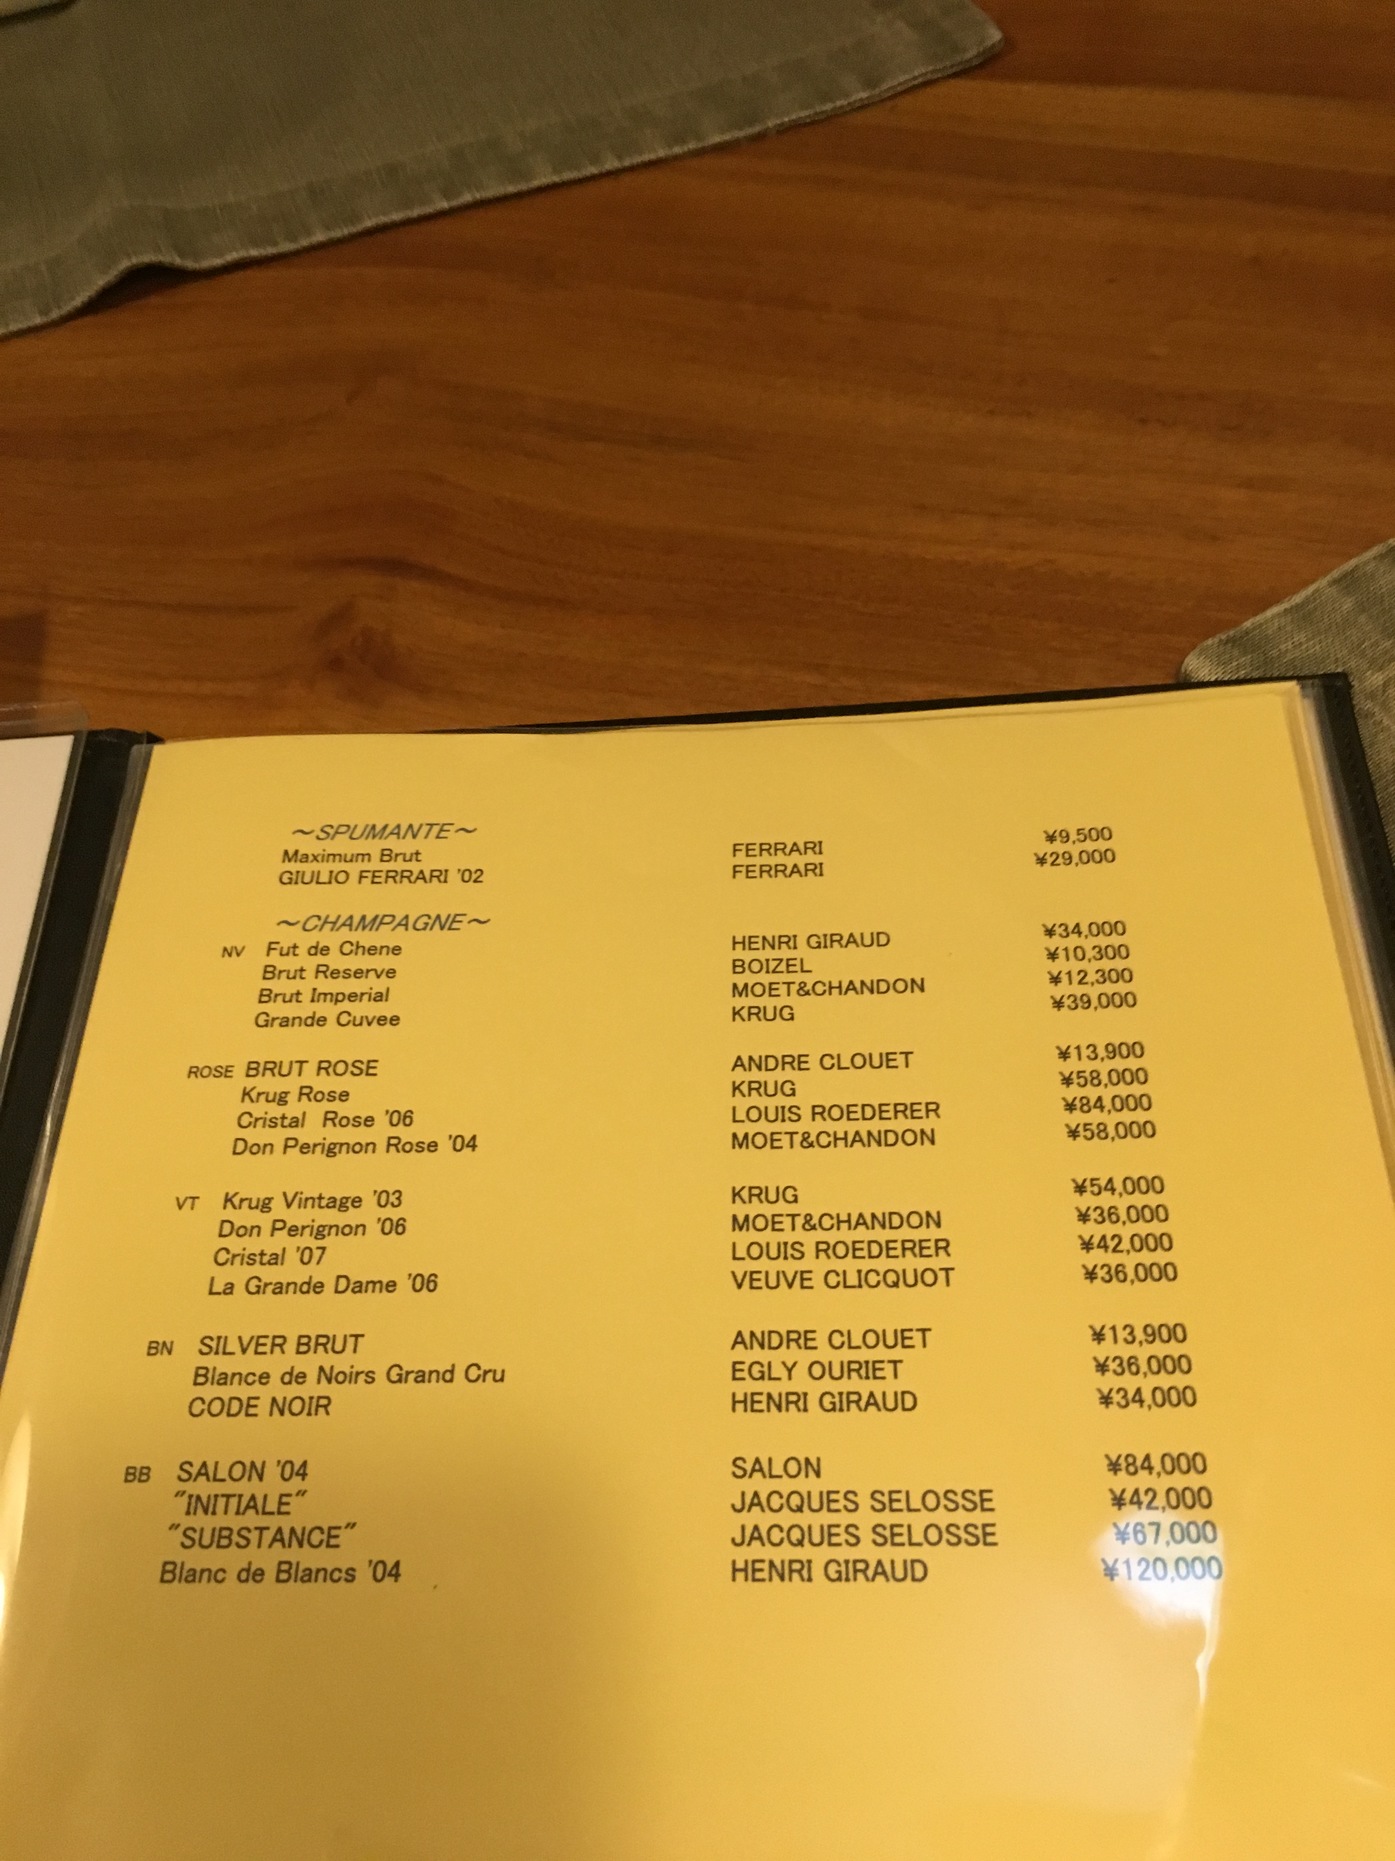 ～SPUMANTE～
Maximum Brut FERRARI ¥9,500
GIULIO FERRARI '02 FERRARI ¥29,000
～CHAMPAGNE～
NV Fut de Chene HENRI GIRAUD ¥34,000
Brut Reserve BOIZEL ¥10,300
Brut Imperial MOET&CHANDON ¥12,300
Grande Cuvee KRUG ¥39,000
ROSE BRUT ROSE ANDRE CLOUET ¥13,900
Krug Rose KRUG ¥58,000
Cristal Rose '06 LOUIS ROEDERER ¥84,000
Don Perignon Rose '04 MOET&CHANDON ¥58,000
VT Krug Vintage '03 KRUG ¥54,000
Don Perignon '06 MOET&CHANDON ¥36,000
Cristal '07 LOUIS ROEDERER ¥42,000
La Grande Dame '06 VEUVE CLICQUOT ¥36,000
BN SILVER BRUT ANDRE CLOUET ¥13,900
Blance de Noirs Grand Cru EGLY OURIET ¥36,000
CODE NOIR HENRI GIRAUD ¥34,000
BB SALON '04 SALON ¥84,000
"INITIALE" JACQUES SELOSSE ¥42,000
"SUBSTANCE" JACQUES SELOSSE ¥67,000
Blanc de Blancs '04 HENRI GIRAUD ¥120,000